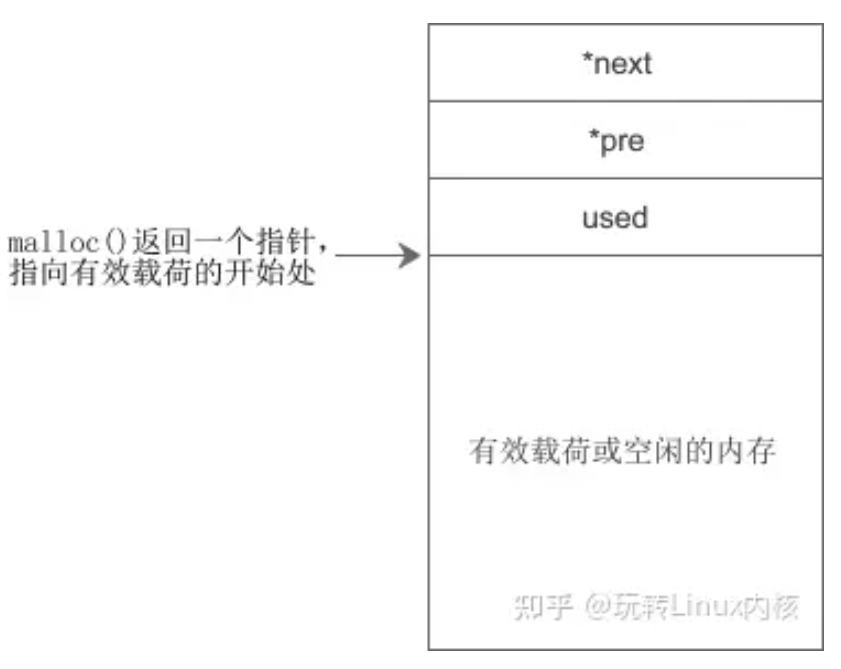 *next
*pre
used
malloc()返回一个指针，
指向有效载荷的开始处
有效载荷或空闲的内存
知乎 @玩转Linux内核